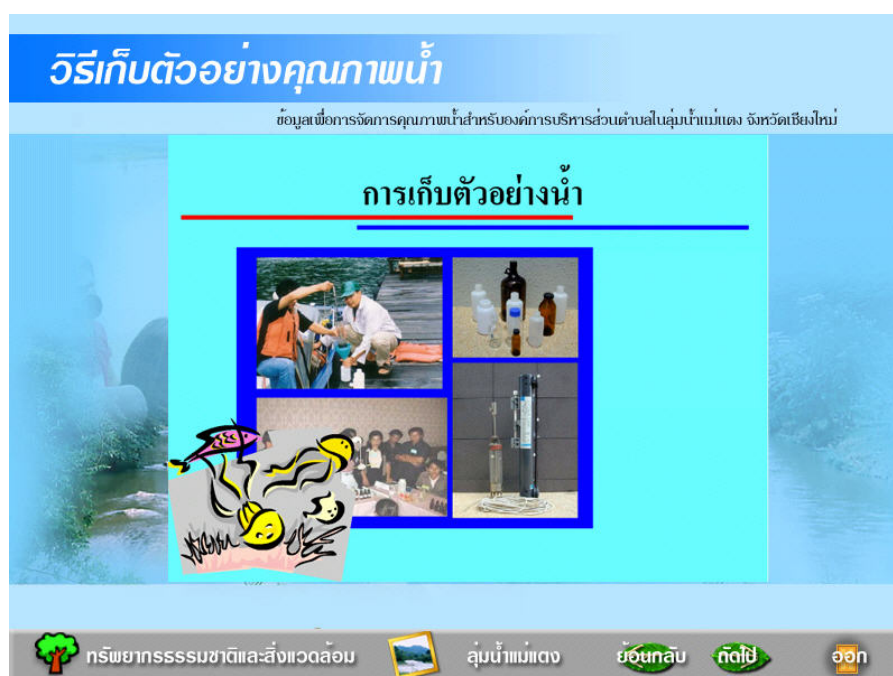 วิธีเก็บตัวอย่างคุณภาพน้ำ
ข้อมูลเพื่อการจัดการคุณภาพน้ำสำหรับองค์การบริหารส่วนตำบลในลุ่มน้ำแม่แตง จังหวัดเชียงใหม่
การเก็บตัวอย่างน้ำ
ทรัพยากรธรรมชาติและสิ่งแวดล้อม ลุ่มน้ำแม่แตง ย้อนกลับ ถัดไป ออก